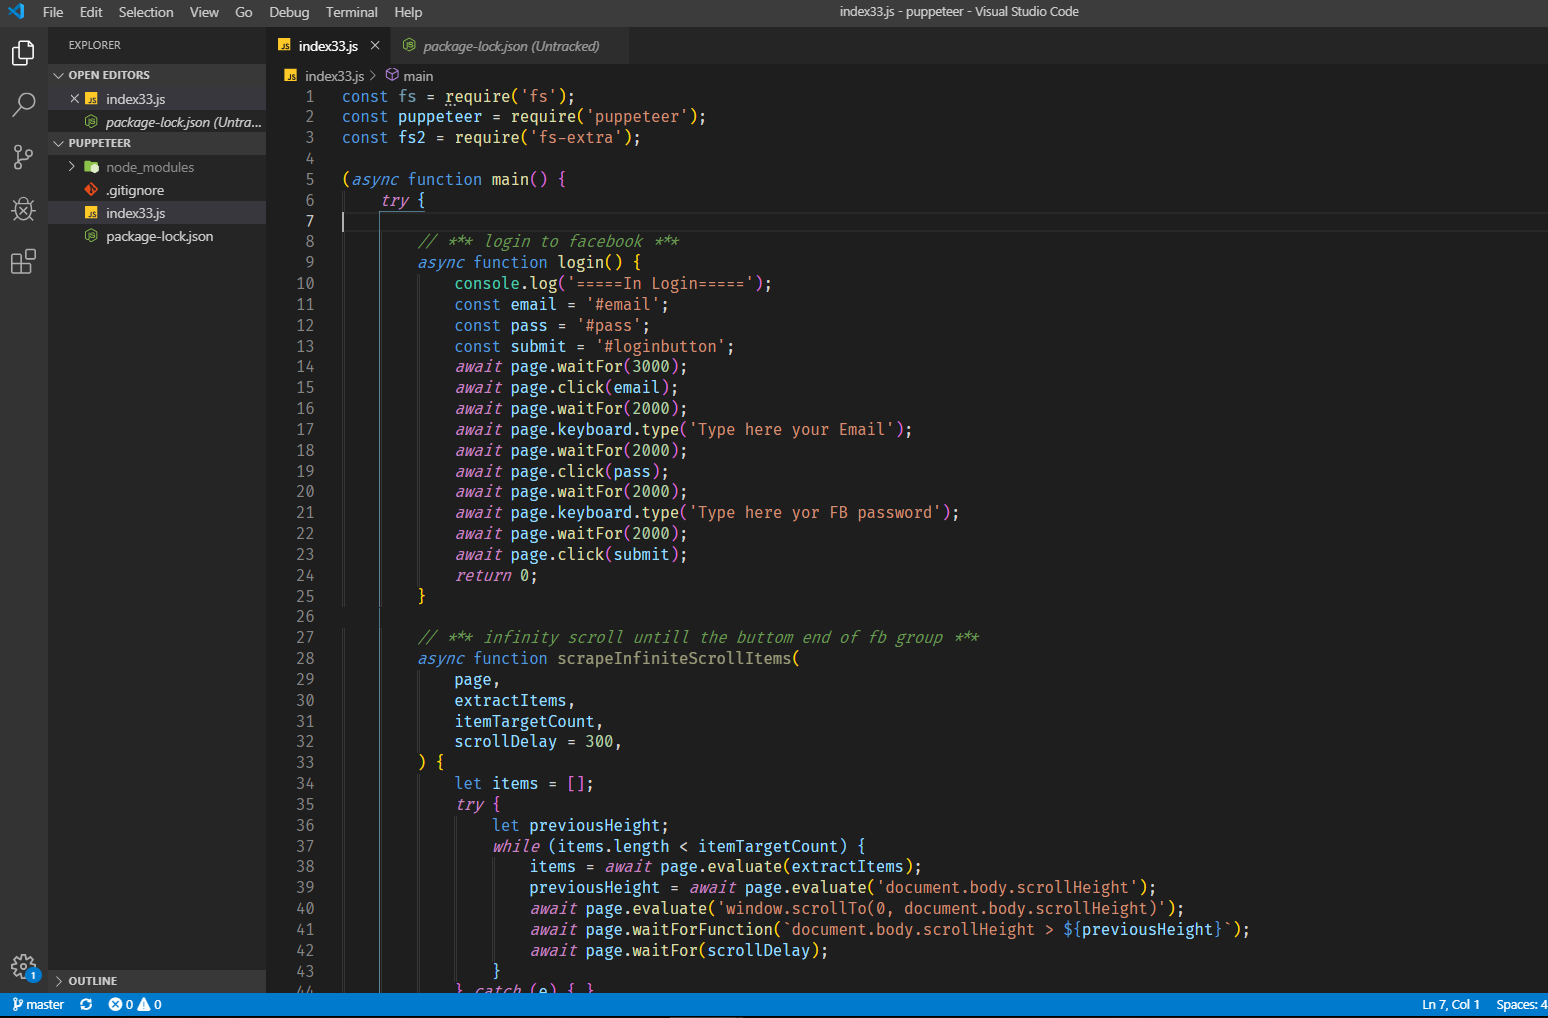 File Edit Selection View Go Debug Terminal Help
index33.js - puppeteer - Visual Studio Code
EXPLORER
OPEN EDITORS
index33.js
package-lock.json (Untra...
PUPPETEER
node_modules
.gitignore
index33.js
package-lock.json
OUTLINE
index33.js
package-lock.json (Untracked)
index33.js > main
1 const fs = require('fs');
2 const puppeteer = require('puppeteer');
3 const fs2 = require('fs-extra');
4
5 (async function main() {
6 try {
7
8 // *** login to facebook ***
9 async function login() {
10 console.log('=====In Login=====');
11 const email = '#email';
12 const pass = '#pass';
13 const submit = '#loginbutton';
14 await page.waitFor(3000);
15 await page.click(email);
16 await page.waitFor(2000);
17 await page.keyboard.type('Type here your Email');
18 await page.waitFor(2000);
19 await page.click(pass);
20 await page.waitFor(2000);
21 await page.keyboard.type('Type here yor FB password');
22 await page.waitFor(2000);
23 await page.click(submit);
24 return 0;
25 }
26
27 // *** infinity scroll untill the buttom end of fb group ***
28 async function scrapeInfiniteScrollItems(
29 page,
30 extractItems,
31 itemTargetCount,
32 scrollDelay = 300,
33 ) {
34 let items = [];
35 try {
36 let previousHeight;
37 while (items.length < itemTargetCount) {
38 items = await page.evaluate(extractItems);
39 previousHeight = await page.evaluate('document.body.scrollHeight');
40 await page.evaluate('window.scrollTo(0, document.body.scrollHeight)');
41 await page.waitForFunction(`document.body.scrollHeight > ${previousHeight}`);
42 await page.waitFor(scrollDelay);
43 }
44 } catch (e) { }
1
master 0 0
Ln 7, Col 1 Spaces: 4